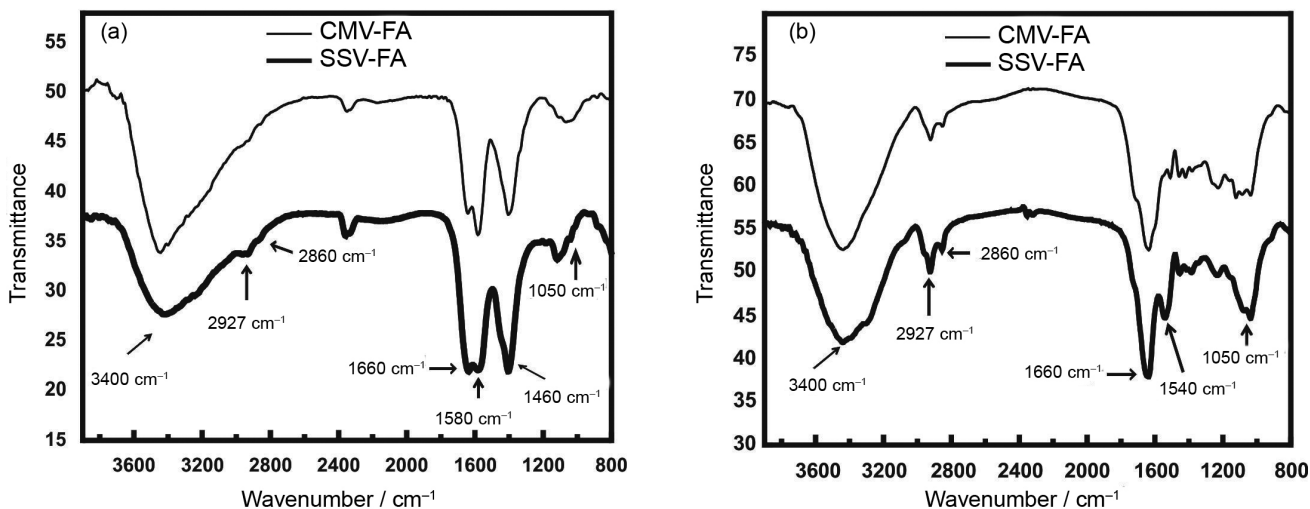 (a)
CMV-FA
SSV-FA
55
50
45
40
35
30
25
20
15
Transmittance
3400 cm⁻¹
2927 cm⁻¹
2860 cm⁻¹
1660 cm⁻¹
1580 cm⁻¹
1460 cm⁻¹
1050 cm⁻¹
3600 3200 2800 2400 2000 1600 1200 800
Wavenumber / cm⁻¹
(b)
CMV-FA
SSV-FA
75
70
65
60
55
50
45
40
35
30
Transmittance
3400 cm⁻¹
2927 cm⁻¹
2860 cm⁻¹
1660 cm⁻¹
1540 cm⁻¹
1050 cm⁻¹
3600 3200 2800 2400 2000 1600 1200 800
Wavenumber / cm⁻¹